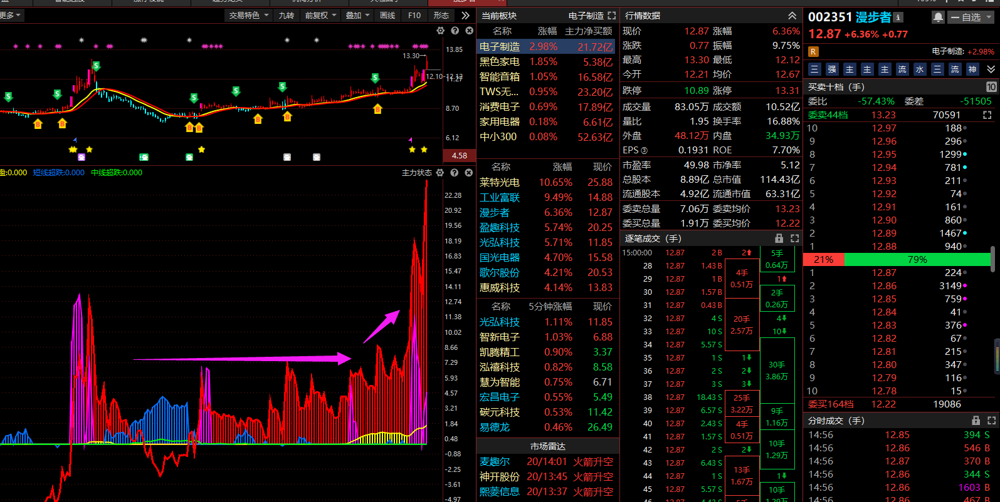 更多
交易特色 九转 前复权 叠加 画线 F10 形态
13.85
13.30
12.10
11.27
8.70
6.12
4.58
盘:0.000 短线超跌:0.000 中线超跌:0.000
主力状态
22.28
20.92
19.56
18.19
16.83
15.47
14.11
12.74
11.38
10.02
8.66
7.29
5.93
4.57
3.21
1.84
0.48
-0.88
-2.25
-3.61
-4.97
当前板块 电子制造
名称 涨幅 主力净买额
电子制造 2.98% 21.72亿
黑色家电 1.85% 5.38亿
智能音箱 1.05% 16.58亿
TWS无... 0.95% 23.20亿
消费电子 0.69% 17.89亿
家用电器 0.18% 6.61亿
中小300 0.08% 52.63亿
名称 涨幅 现价
莱特光电 10.65% 25.88
工业富联 9.49% 14.88
漫步者 6.36% 12.87
盈趣科技 5.74% 20.25
光弘科技 5.71% 11.85
国光电器 4.70% 15.58
歌尔股份 4.21% 20.53
惠威科技 4.14% 13.83
名称 5分钟涨幅 现价
光弘科技 1.11% 11.85
智新电子 1.03% 6.88
凯腾精工 0.90% 3.37
泓禧科技 0.82% 8.58
慧为智能 0.75% 6.71
宏昌电子 0.55% 5.49
碳元科技 0.53% 11.42
易德龙 0.46% 26.49
市场雷达
麦趣尔 20/14:01 火箭升空
神开股份 20/13:45 火箭升空
熙菱信息 20/13:37 火箭升空
行情数据
现价 12.87 涨幅 6.36%
涨跌 0.77 振幅 9.75%
最高 13.30 最低 12.12
今开 12.21 均价 12.67
跌停 10.89 涨停 13.31
成交量 83.05万 成交额 10.52亿
量比 1.95 换手率 16.88%
外盘 48.12万 内盘 34.93万
EPS③ 0.1931 ROE 7.70%
市盈率 49.98 市净率 5.12
总股本 8.89亿 总市值 114.43亿
流通股本 4.92亿 流通市值 63.31亿
委卖总量 7.06万 委卖均价 13.23
委买总量 1.91万 委买均价 12.22
逐笔成交（手）
15:00:00 12.87 2 B
28 12.87 1.43 B
29 12.87 1 B
30 12.87 1.57 B
31 12.87 0.43 B
32 12.87 4 S
33 12.87 10 S
34 12.87 5.57 S
35 12.87 1 S
36 12.87 2 S
37 12.87 3 S
38 12.87 18.43 S
39 12.87 6.57 S
40 12.87 2.43 S
41 12.87 1.57 S
42 12.87 2 S
43 12.87 6.43 S
44 12.87 1 S
45 12.87 5.57 S
2
4手
0.51万
20手
2.57万
1
2
3
25手
3.22万
4手
0.51万
2
13手
1.67万
5手
0.64万
1
2手
0.26万
4
10
30手
3.86万
9手
1.16万
10手
1.29万
1
10手
002351 漫步者
自选
12.87 +6.36% +0.77
R 电子制造: +2.98%
三 强 主 主 主 流 水 三 流 神
买卖十档（手） 10
委比 -57.43% 委差 -51505
委卖44档 13.23 70591
10 12.97 188
9 12.96 296
8 12.95 1299
7 12.94 781
6 12.93 211
5 12.92 74
4 12.91 161
3 12.90 860
2 12.89 1467
1 12.88 940
21% 79%
1 12.87 224
2 12.86 3149
3 12.85 759
4 12.84 41
5 12.83 376
6 12.82 67
7 12.81 215
8 12.80 347
9 12.79 116
10 12.78 15
委买164档 12.22 19086
分时成交（手）
14:56 12.85 394 S
14:56 12.86 546 B
14:56 12.87 370 B
14:56 12.86 344 S
14:56 12.86 1603 B
14:56 12.86 467 B